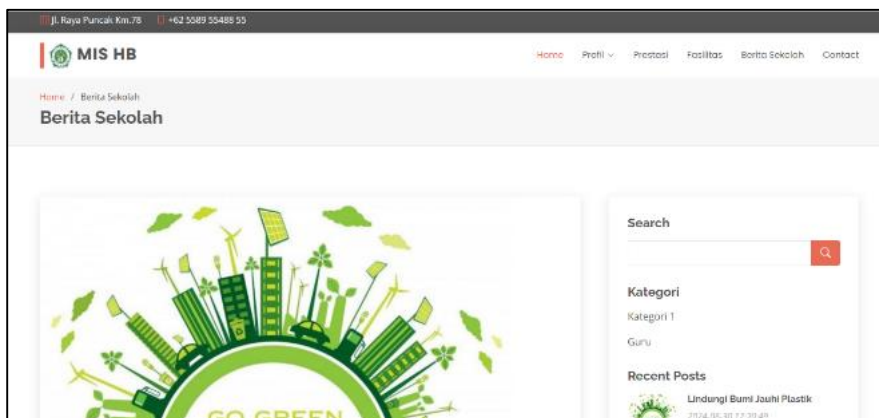 Jl. Raya Puncak Km.78 +62 5589 55488 55
MIS HB
Home Profil Prestasi Fasilitas Berita Sekolah Contact
Home / Berita Sekolah
Berita Sekolah
GO GREEN
Search
Kategori
Kategori 1
Guru
Recent Posts
Lindungi Bumi Jauhi Plastik